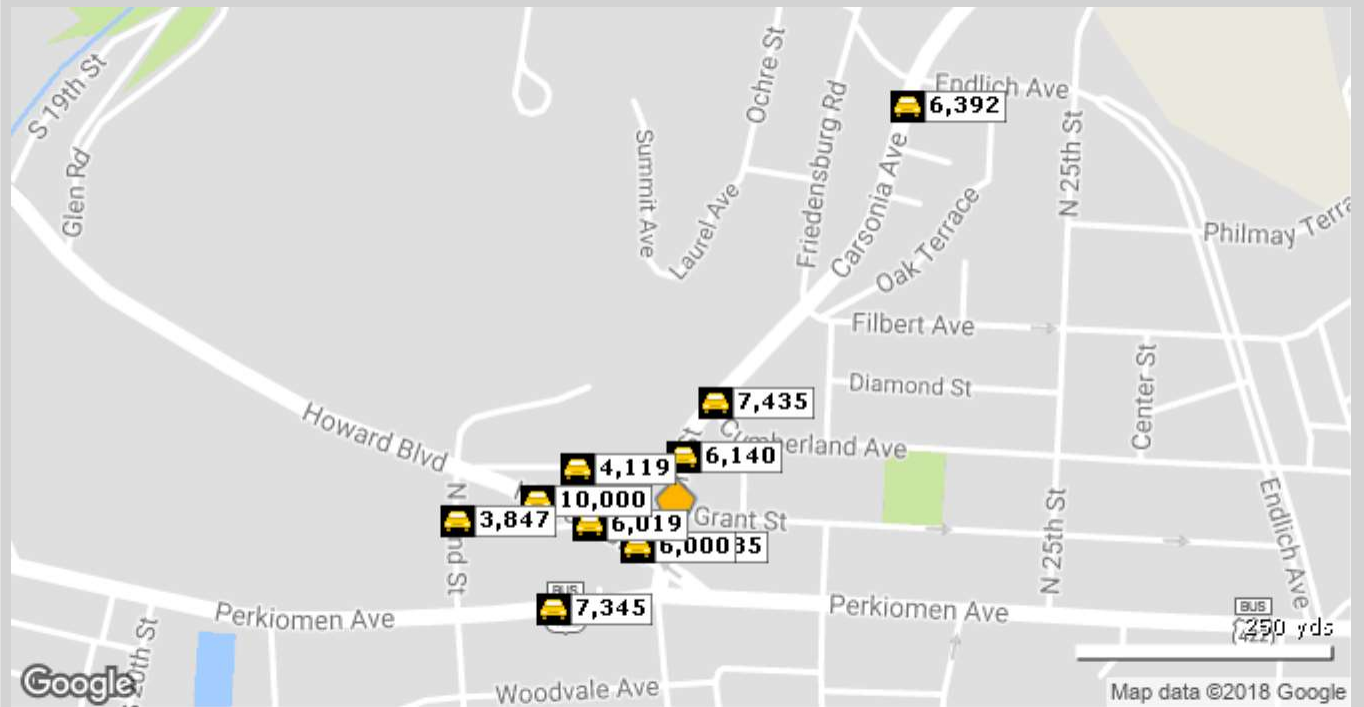 S 19th St
Glen Rd
Summit Ave
Ochre St
Laurel Ave
Friedensburg Rd
Endlich Ave
6,392
Carsonia Ave
Oak Terrace
N 25th St
Philmay Terra
Filbert Ave
Diamond St
Center St
7,435
Howard Blvd
Cumberland Ave
6,140
4,119
10,000
3,847
6,019
Grant St
6,000
35
N 25th St
Endlich Ave
BUS
7,345
Perkiomen Ave
Perkiomen Ave
BUS
250 yds
S 20th St
Woodvale Ave
Google
Map data ©2018 Google